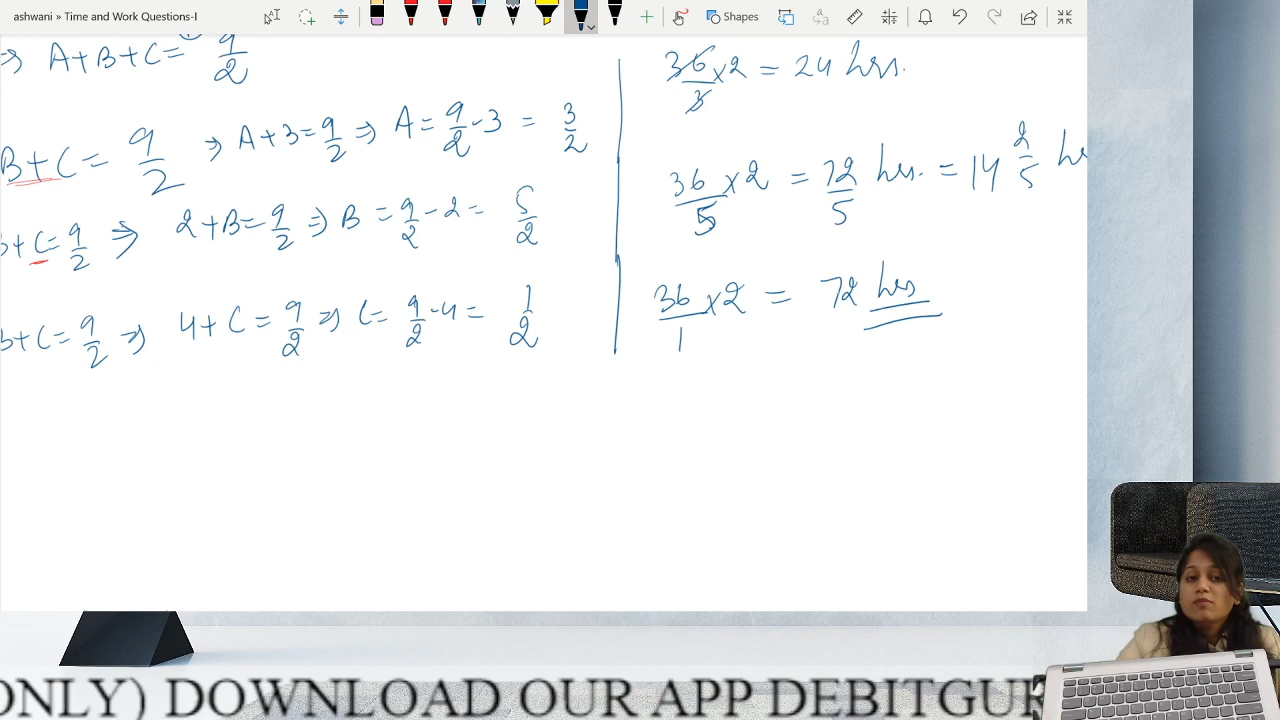 ashwani » Time and Work Questions-I
Shapes
⇒ A+B+C = 9/2
B+C = 9/2 ⇒ A+3 = 9/2 ⇒ A = 9/2 - 3 = 3/2
+C = 9/2 ⇒ 2+B = 9/2 ⇒ B = 9/2 - 2 = 5/2
+C = 9/2 ⇒ 4+C = 9/2 ⇒ C = 9/2 - 4 = 1/2
36/3 x2 = 24 hrs.
36/5 x2 = 72/5 hrs. = 14 2/5 h
36/1 x2 = 72 hrs
ONLY) DOWNLOAD OUR APP DEBITGU